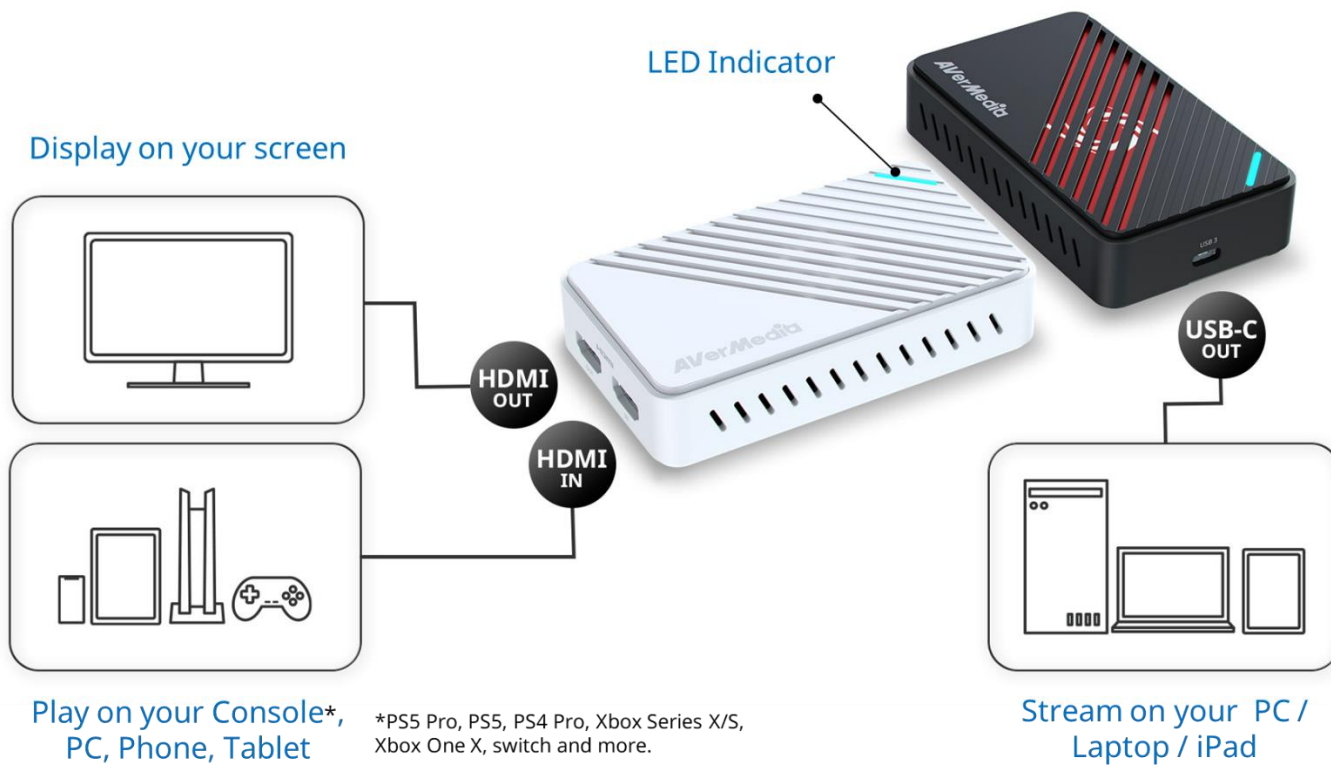 LED Indicator
AVerMedia
Display on your screen
USB 3
AVerMedia
HDMI
OUT
USB-C
OUT
HDMI
IN
Play on your Console*,
PC, Phone, Tablet
*PS5 Pro, PS5, PS4 Pro, Xbox Series X/S,
Xbox One X, switch and more.
Stream on your PC /
Laptop / iPad